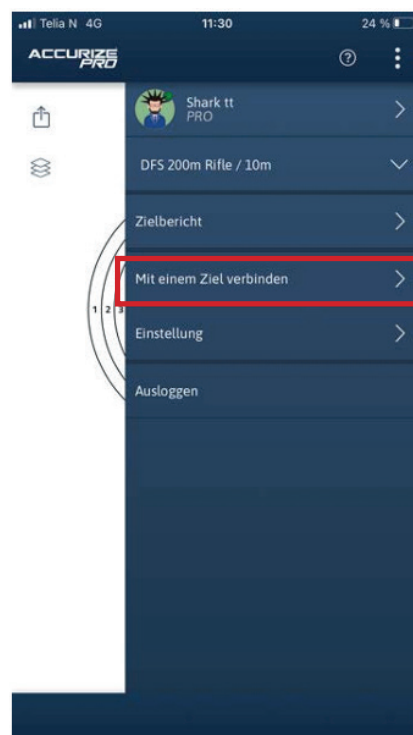 Telia N 4G 11:30 24 %
ACCURIZE
PRO
Shark tt
PRO
DFS 200m Rifle / 10m
Zielbericht
Mit einem Ziel verbinden
1 2 3
Einstellung
Ausloggen